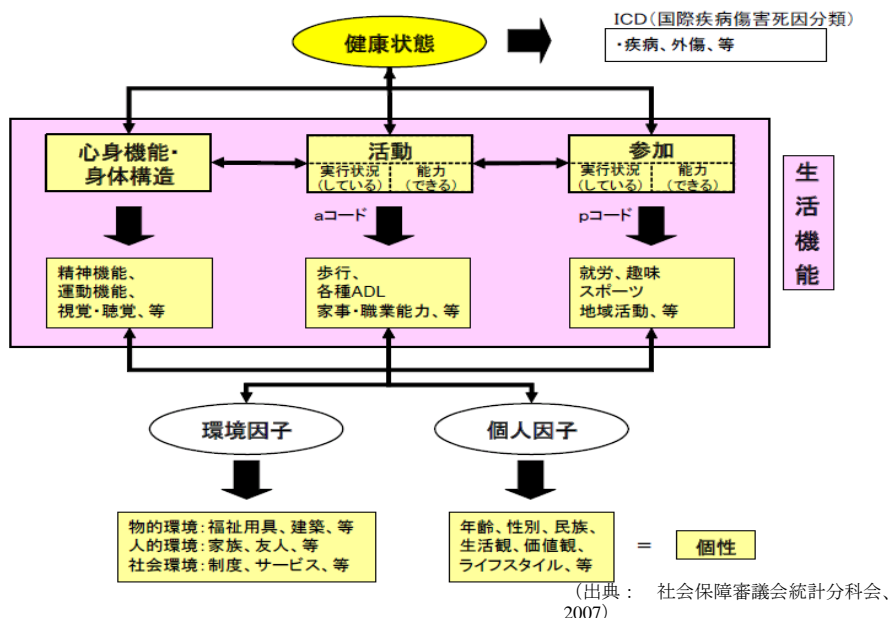 ICD(国際疾病傷害死因分類)
健康状態
・疾病、外傷、等
心身機能・
身体構造
活動
実行状況
(している)
能力
(できる)
参加
実行状況
(している)
能力
(できる)
生活機能
aコード
pコード
精神機能、
運動機能、
視覚・聴覚、等
歩行、
各種ADL
家事・職業能力、等
就労、趣味
スポーツ
地域活動、等
環境因子
個人因子
物的環境:福祉用具、建築、等
人的環境:家族、友人、等
社会環境:制度、サービス、等
年齢、性別、民族、
生活観、価値観、
ライフスタイル、等
=
個性
(出典: 社会保障審議会統計分科会、
2007)